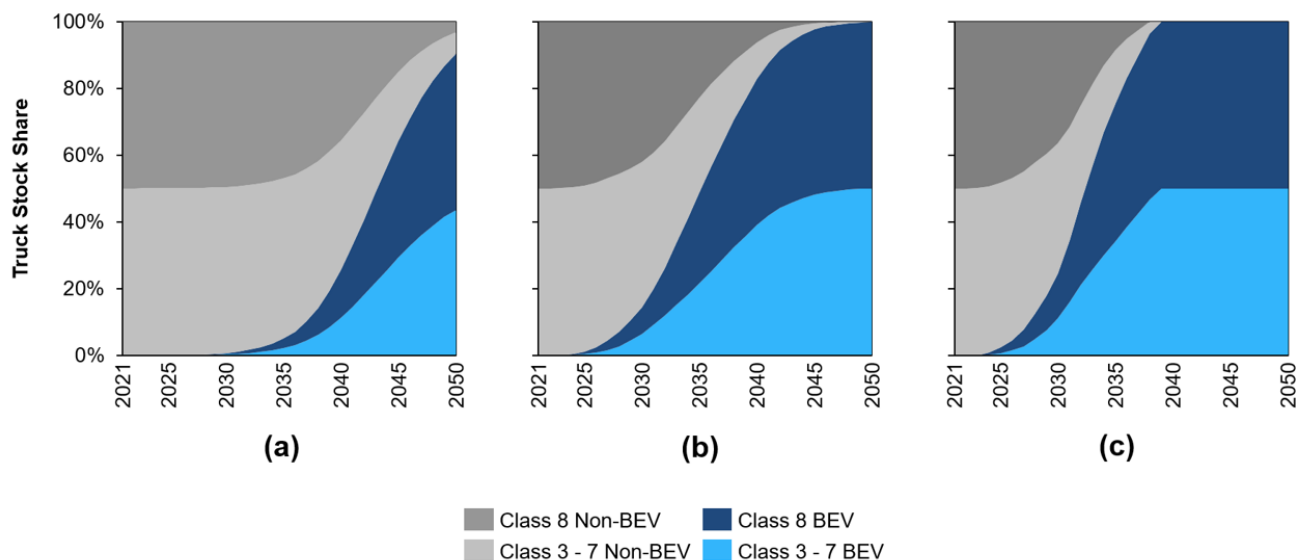 Truck Stock Share
100%
80%
60%
40%
20%
0%
2021 2025 2030 2035 2040 2045 2050
2021 2025 2030 2035 2040 2045 2050
2021 2025 2030 2035 2040 2045 2050
(a) (b) (c)
Class 8 Non-BEV Class 8 BEV
Class 3 - 7 Non-BEV Class 3 - 7 BEV